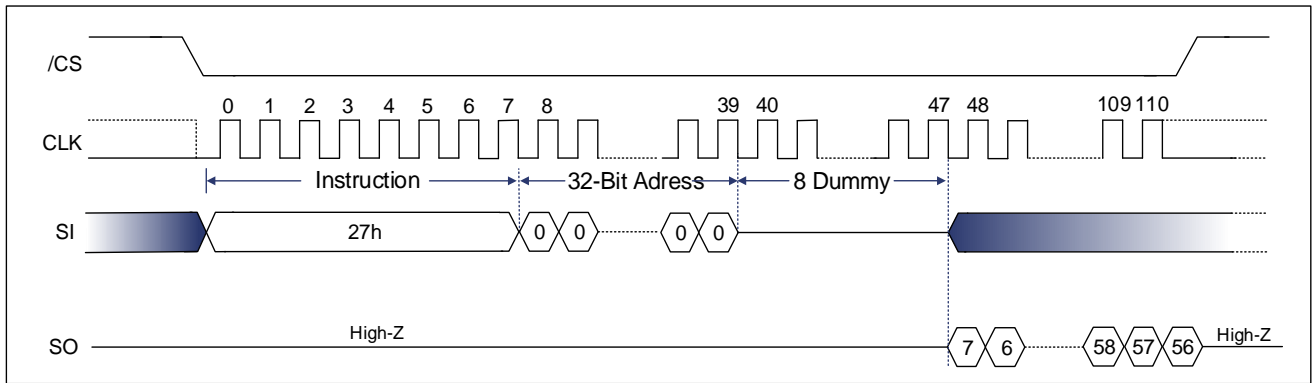 /CS
0 1 2 3 4 5 6 7 8 39 40 47 48 109 110
CLK
Instruction 32-Bit Adress 8 Dummy
SI 27h 0 0 0 0
High-Z
SO 7 6 58 57 56 High-Z